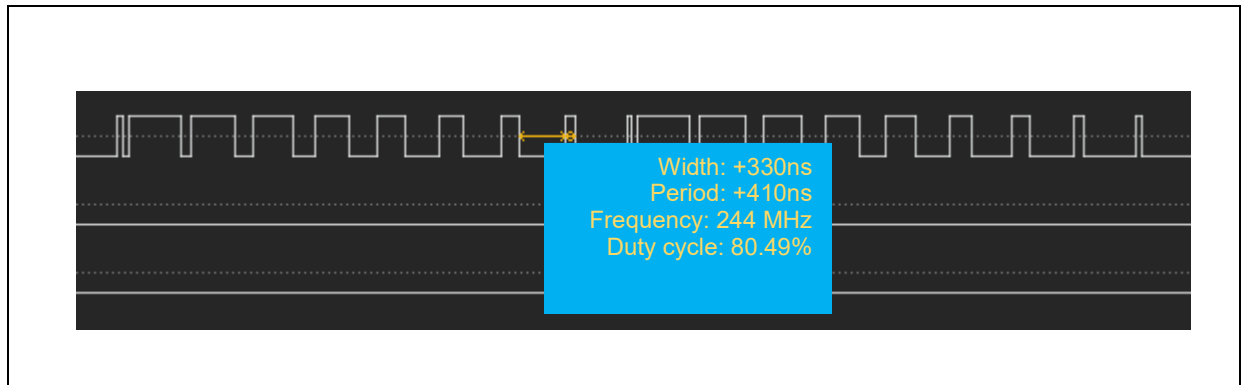 Width: +330ns
Period: +410ns
Frequency: 244 MHz
Duty cycle: 80.49%